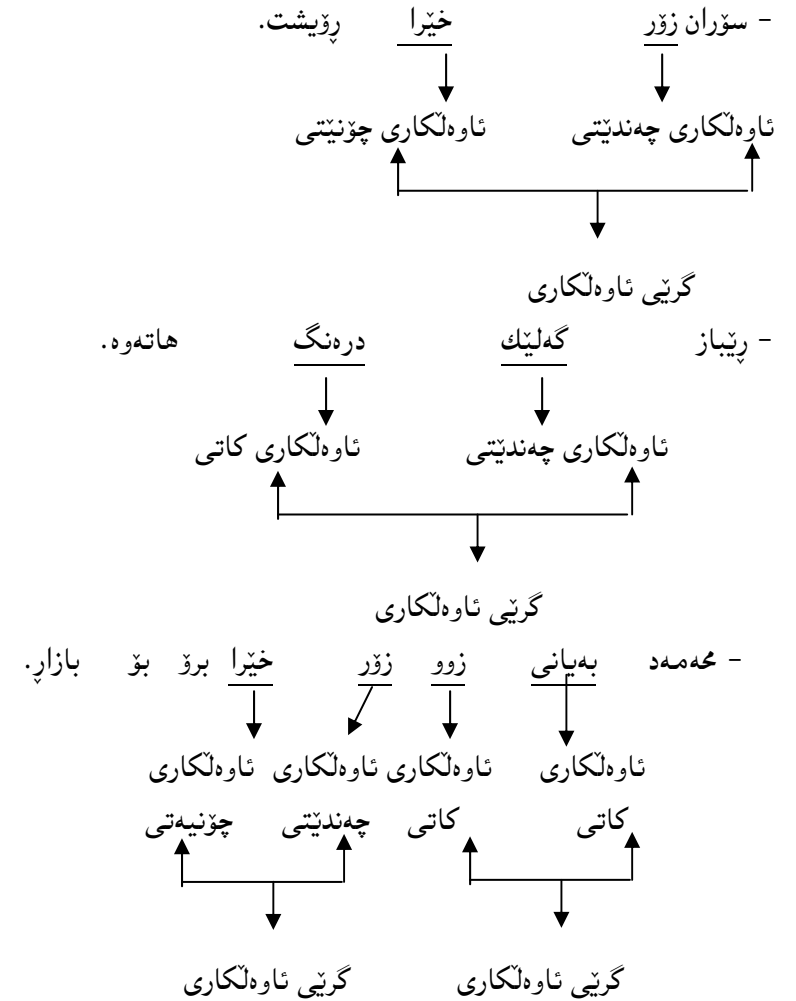 - سۆران زۆر خێرا ڕۆیشت.
ئاوەڵکاری چەندێتی ئاوەڵکاری چۆنێتی
گرێی ئاوەڵکاری
- ڕێباز گەلێك درەنگ هاتەوە.
ئاوەڵکاری چەندێتی ئاوەڵکاری کاتی
گرێی ئاوەڵکاری
- محەمەد بەیانی زوو زۆر خێرا برۆ بۆ بازاڕ.
ئاوەڵکاری ئاوەڵکاری ئاوەڵکاری ئاوەڵکاری
کاتی کاتی چەندێتی چۆنیەتی
گرێی ئاوەڵکاری گرێی ئاوەڵکاری